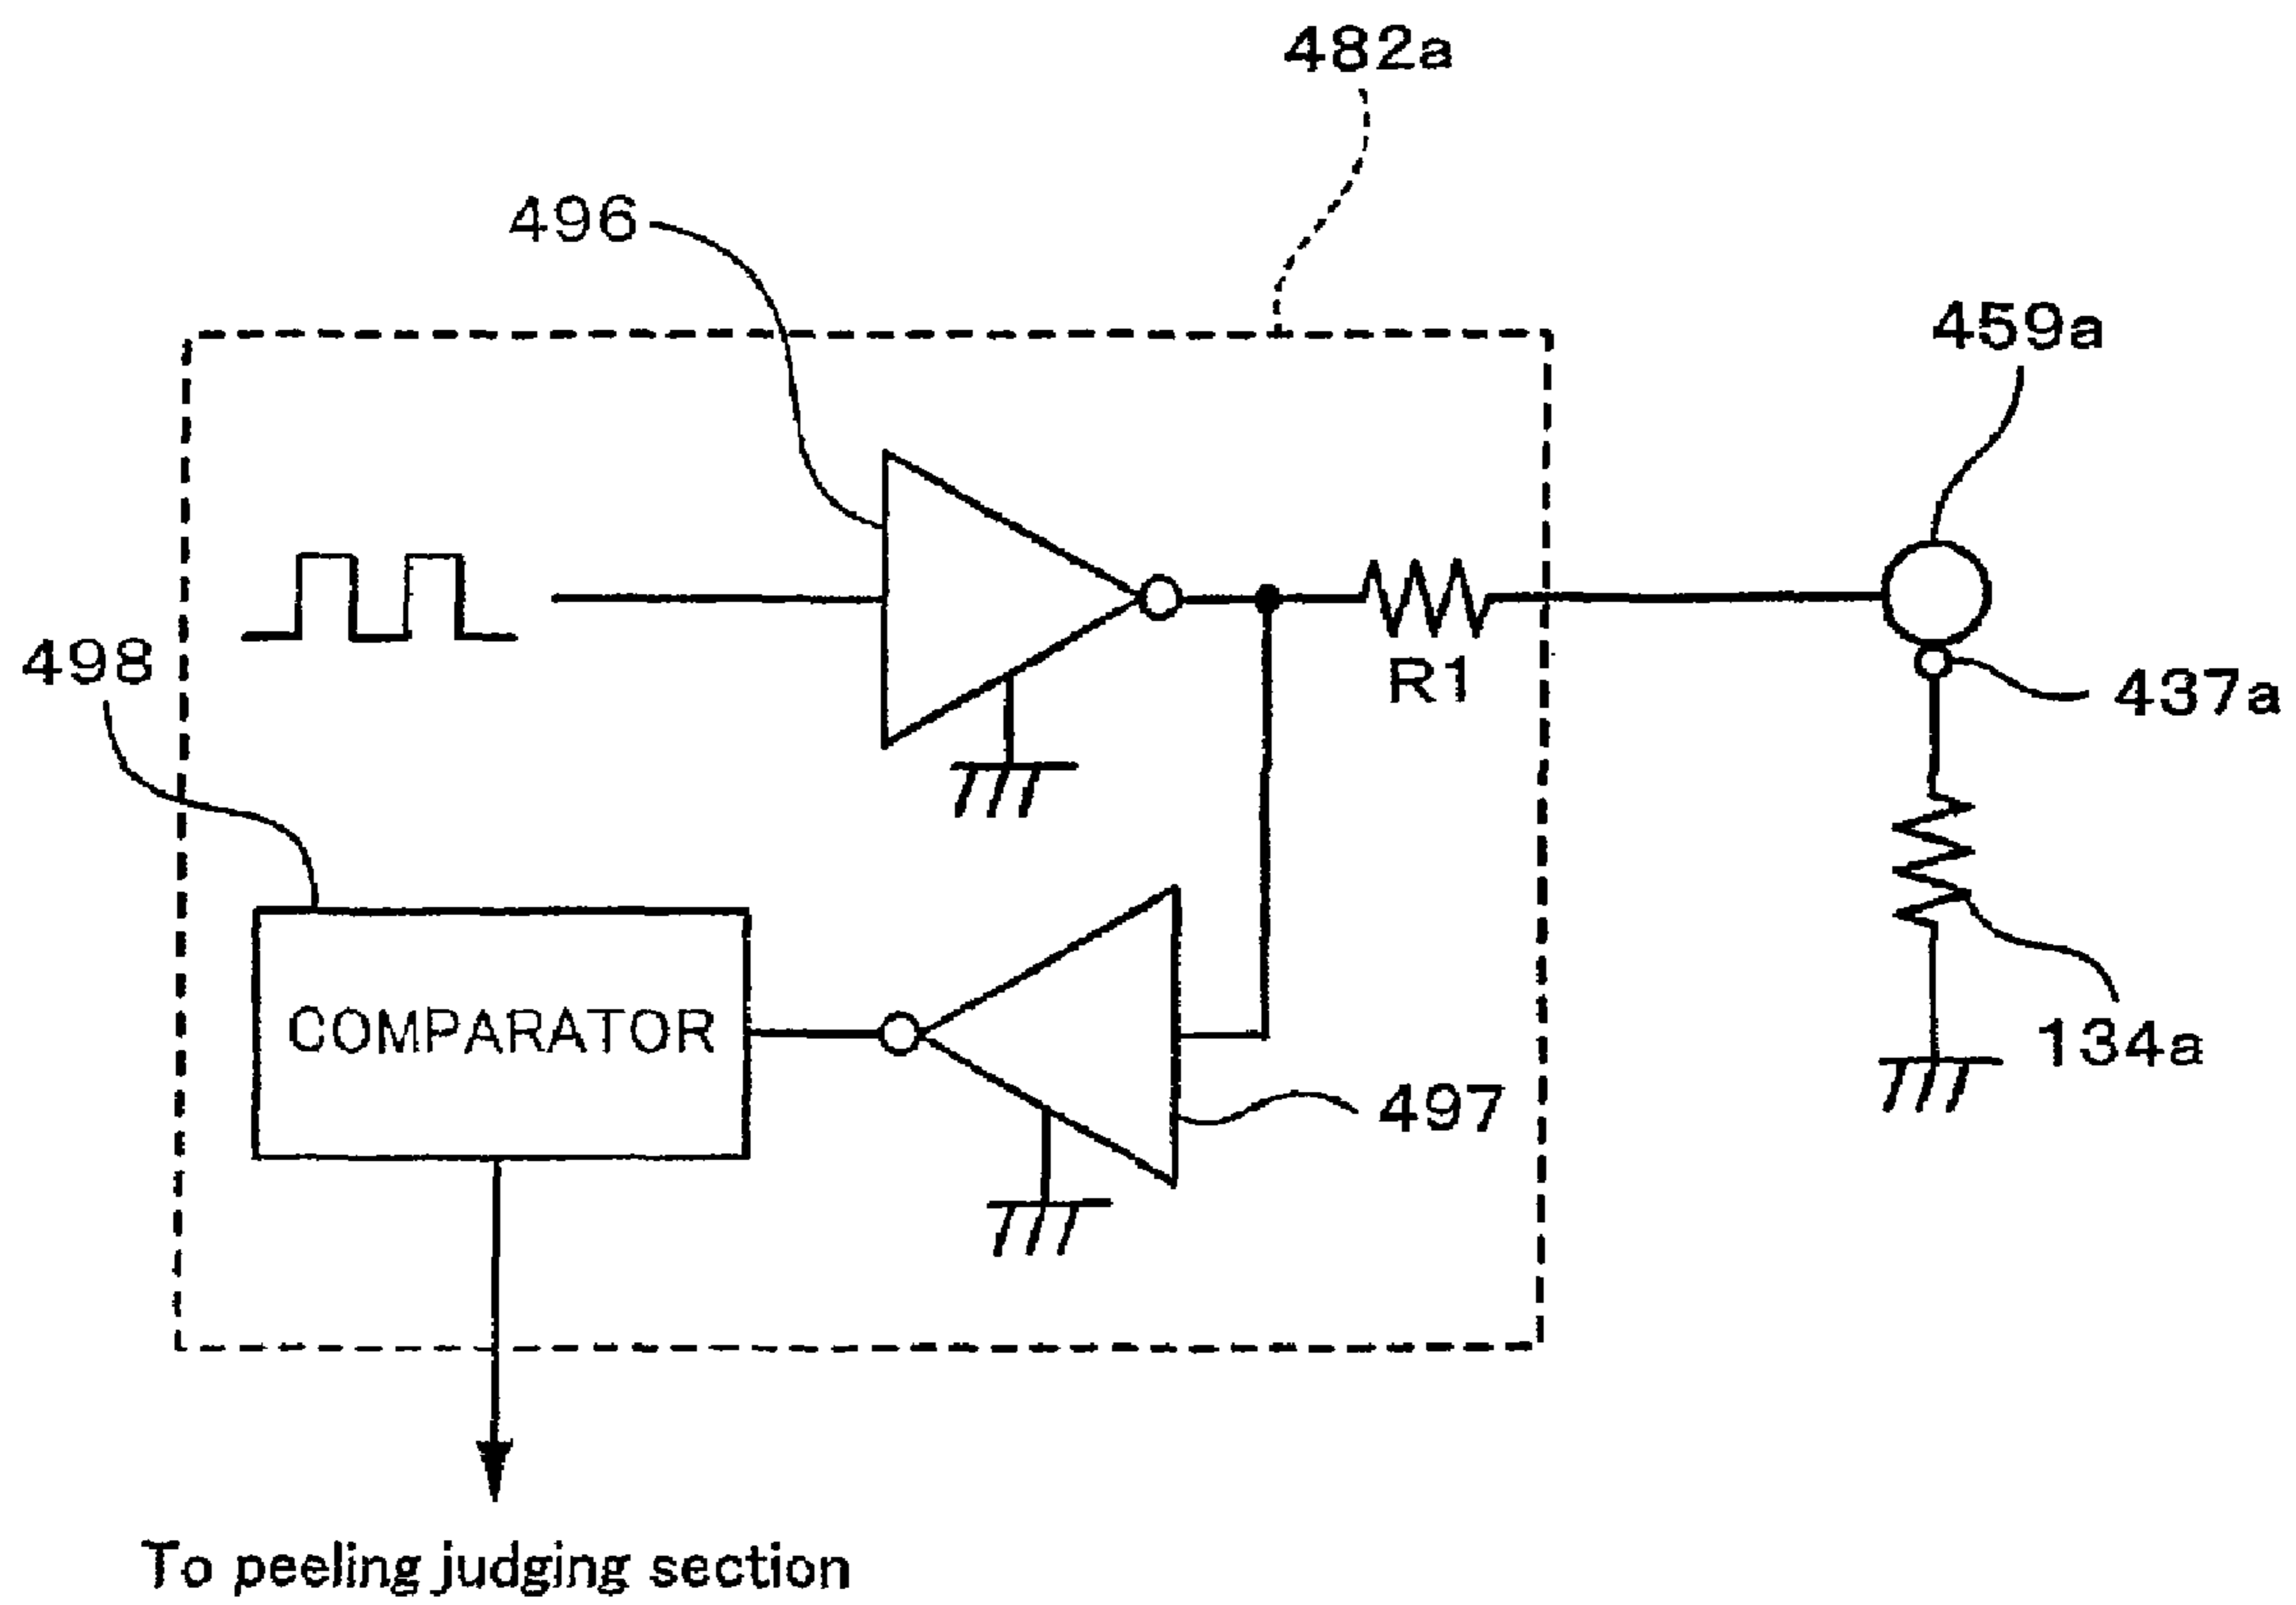 482a
496
459a
498
R1
437a
COMPARATOR
134a
497
To peeling judging section